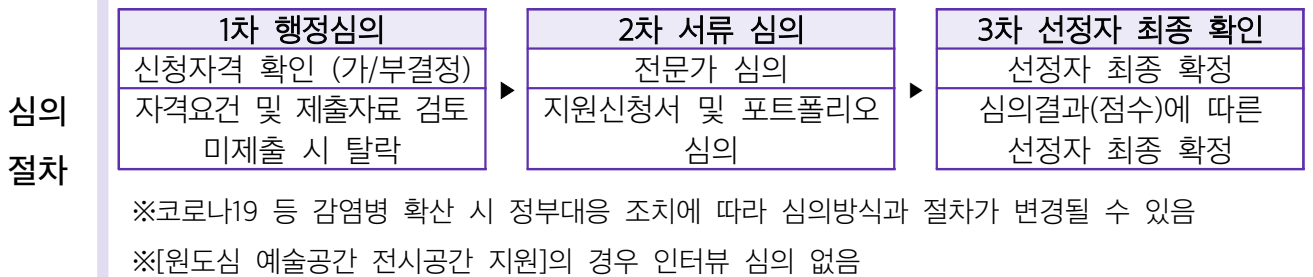 심의
절차
1차 행정심의
신청자격 확인 (가/부결정)
자격요건 및 제출자료 검토
미제출 시 탈락
▶
2차 서류 심의
전문가 심의
지원신청서 및 포트폴리오
심의
▶
3차 선정자 최종 확인
선정자 최종 확정
심의결과(점수)에 따른
선정자 최종 확정
※코로나19 등 감염병 확산 시 정부대응 조치에 따라 심의방식과 절차가 변경될 수 있음
※[원도심 예술공간 전시공간 지원]의 경우 인터뷰 심의 없음